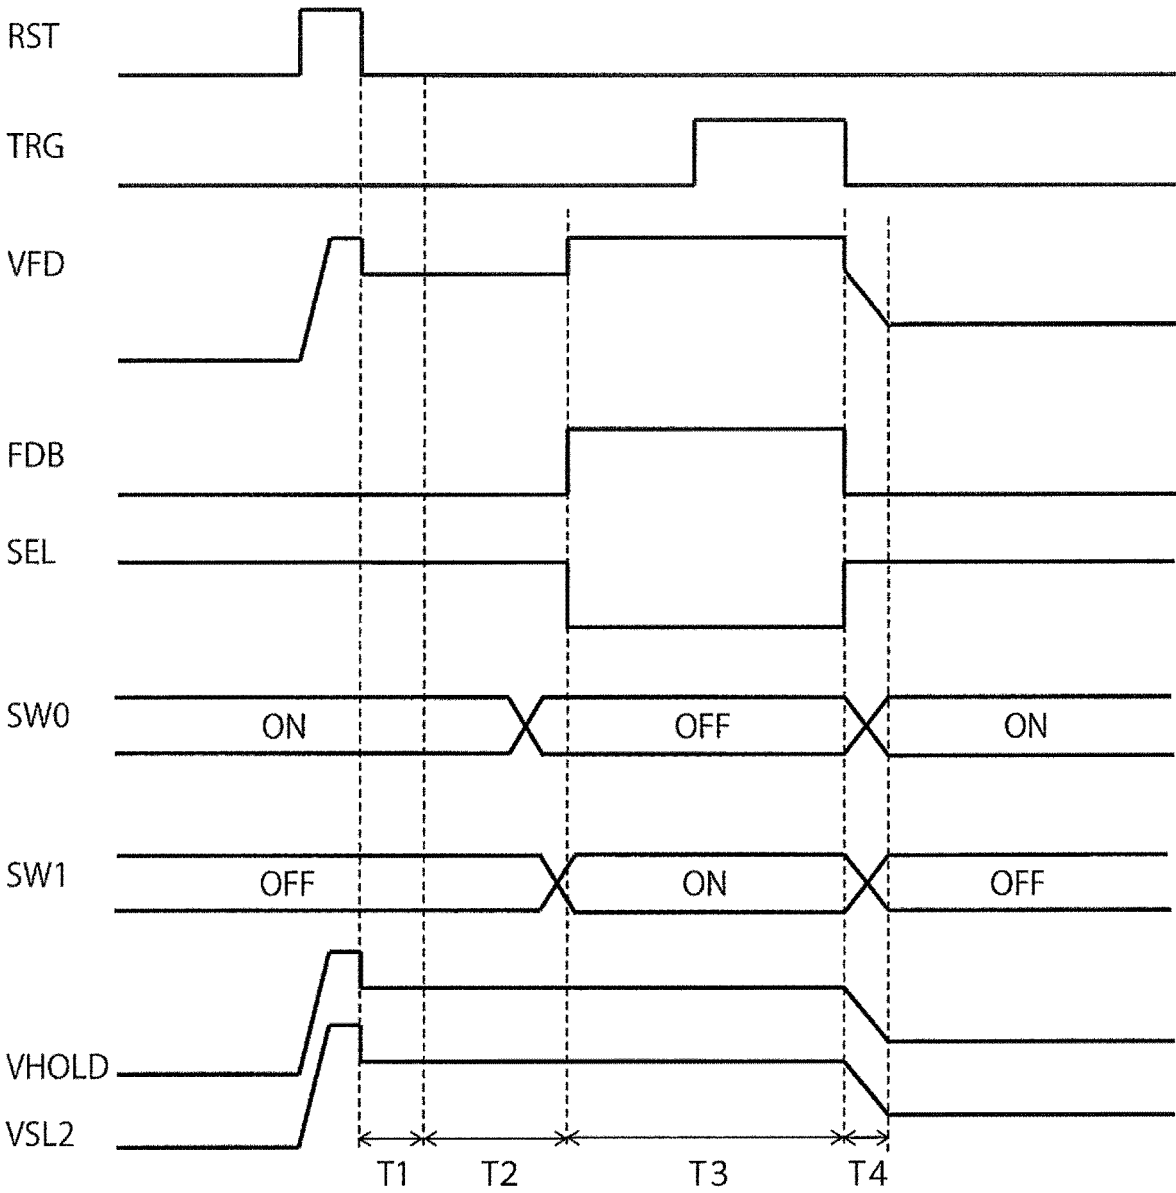 RST
TRG
VFD
FDB
SEL
SW0
ON OFF ON
SW1
OFF ON OFF
VHOLD
VSL2
T1 T2 T3 T4